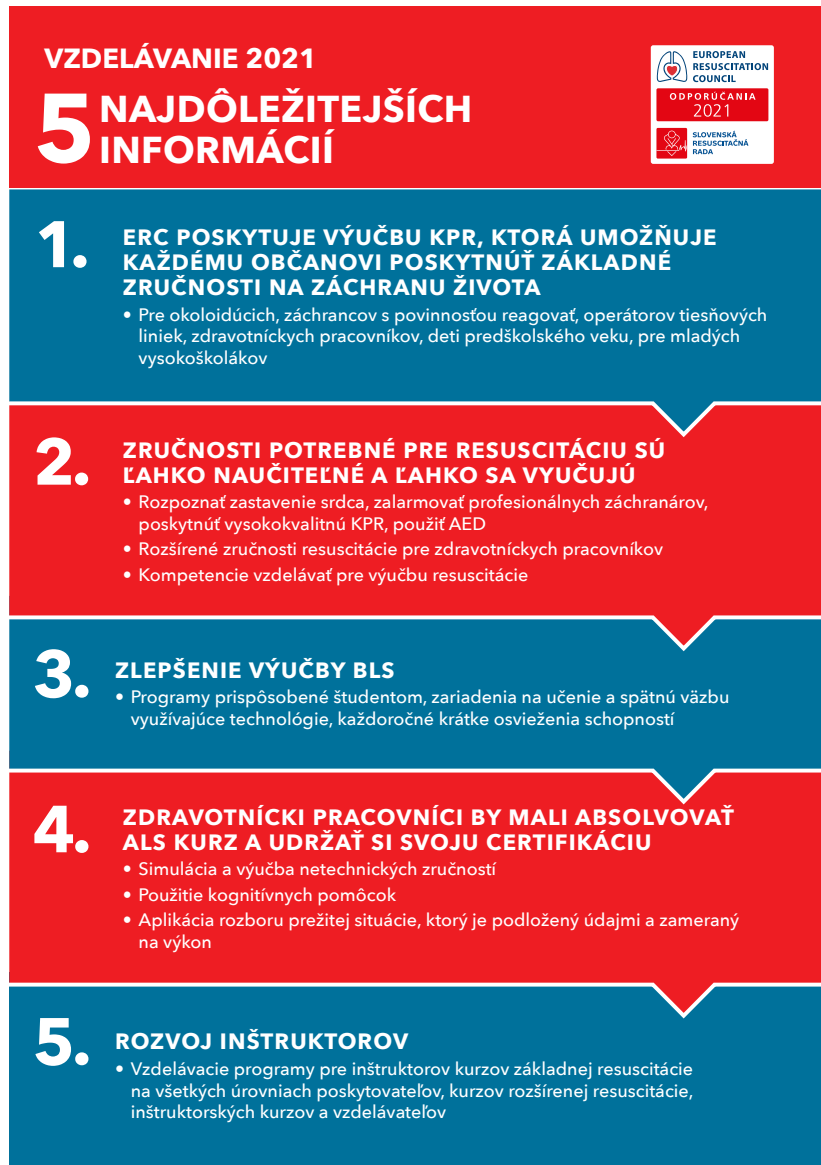 VZDELÁVANIE 2021
5 NAJDÔLEŽITEJŠÍCH
INFORMÁCIÍ
EUROPEAN
RESUSCITATION
COUNCIL
ODPORÚČANIA
2021
SLOVENSKÁ
RESUSCITAČNÁ
RADA
1. ERC POSKYTUJE VÝUČBU KPR, KTORÁ UMOŽŇUJE
KAŽDÉMU OBČANOVI POSKYTNÚŤ ZÁKLADNÉ
ZRUČNOSTI NA ZÁCHRANU ŽIVOTA
• Pre okoloidúcich, záchrancov s povinnosťou reagovať, operátorov tiesňových
liniek, zdravotníckych pracovníkov, deti predškolského veku, pre mladých
vysokoškolákov
2. ZRUČNOSTI POTREBNÉ PRE RESUSCITÁCIU SÚ
ĽAHKO NAUČITEĽNÉ A ĽAHKO SA VYUČUJÚ
• Rozpoznať zastavenie srdca, zalarmovať profesionálnych záchranárov,
poskytnúť vysokokvalitnú KPR, použiť AED
• Rozšírené zručnosti resuscitácie pre zdravotníckych pracovníkov
• Kompetencie vzdelávať pre výučbu resuscitácie
3. ZLEPŠENIE VÝUČBY BLS
• Programy prispôsobené študentom, zariadenia na učenie a spätnú väzbu
využívajúce technológie, každoročné krátke osvieženia schopností
4. ZDRAVOTNÍCKI PRACOVNÍCI BY MALI ABSOLVOVAŤ
ALS KURZ A UDRŽAŤ SI SVOJU CERTIFIKÁCIU
• Simulácia a výučba netechnických zručností
• Použitie kognitívnych pomôcok
• Aplikácia rozboru prežitej situácie, ktorý je podložený údajmi a zameraný
na výkon
5. ROZVOJ INŠTRUKTOROV
• Vzdelávacie programy pre inštruktorov kurzov základnej resuscitácie
na všetkých úrovniach poskytovateľov, kurzov rozšírenej resuscitácie,
inštruktorských kurzov a vzdelávateľov